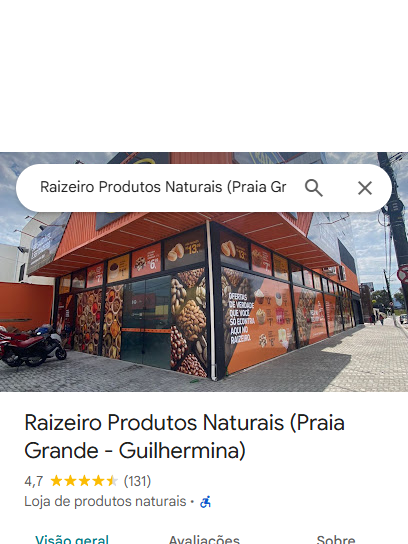 Raizeiro Produtos Naturais (Praia Gr
OFERTAS
DE VERDADE
QUE VOCÊ
SÓ ECONTRA
AQUI NO
RAIZEIRO.
Raizeiro Produtos Naturais (Praia
Grande - Guilhermina)
4,7 (131)
Loja de produtos naturais •
Visão geral Avaliações Sobre